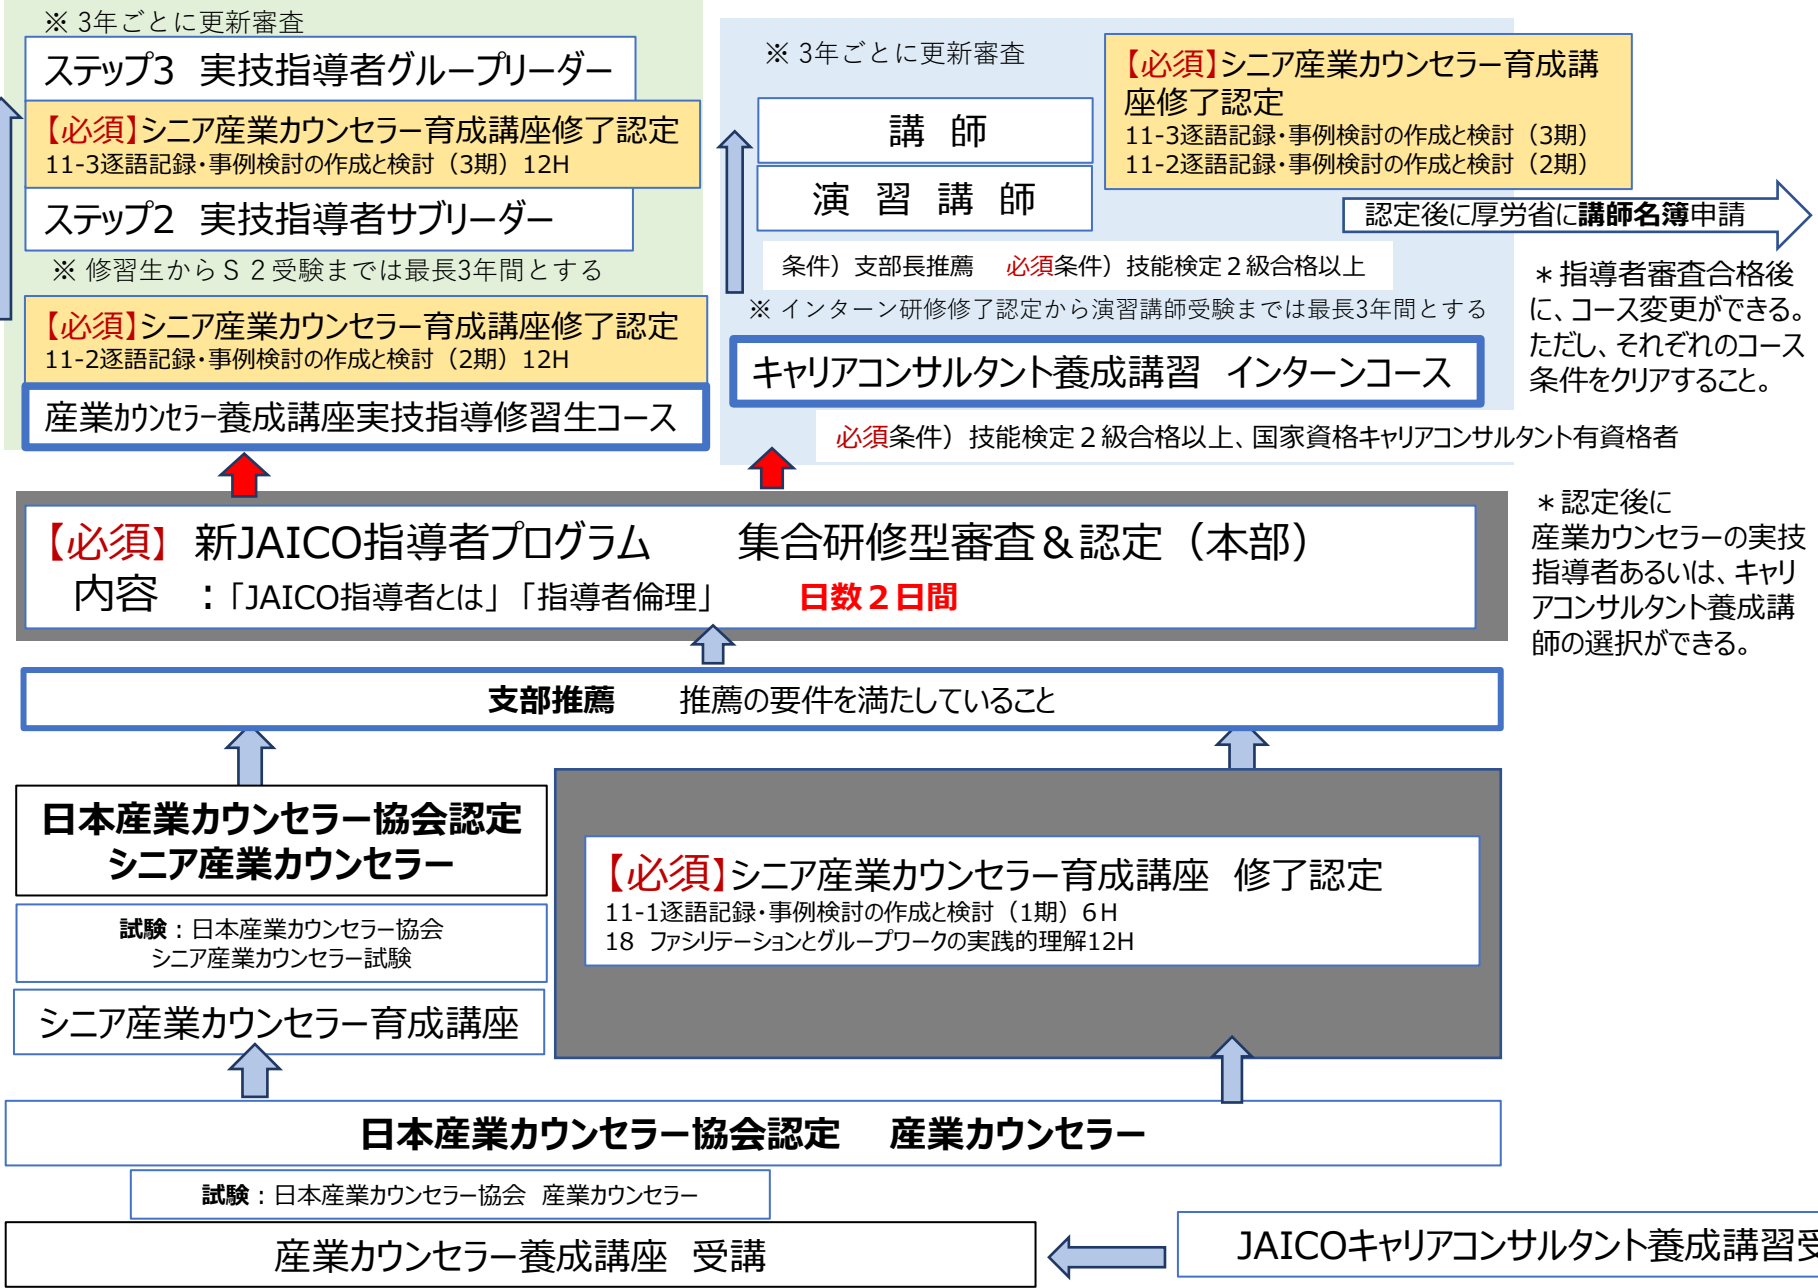 ※ 3年ごとに更新審査
ステップ3　実技指導者グループリーダー
【必須】シニア産業カウンセラー育成講座修了認定
11-3逐語記録・事例検討の作成と検討（3期）12H
ステップ2　実技指導者サブリーダー
※ 修習生からＳ２受験までは最長3年間とする
【必須】シニア産業カウンセラー育成講座修了認定
11-2逐語記録・事例検討の作成と検討（2期）12H
産業カウンセラー養成講座実技指導修習生コース
※ 3年ごとに更新審査
講 師
演 習 講 師
【必須】シニア産業カウンセラー育成講
座修了認定
11-3逐語記録・事例検討の作成と検討（3期）
11-2逐語記録・事例検討の作成と検討（2期）
認定後に厚労省に講師名簿申請
条件）支部長推薦　必須条件）技能検定２級合格以上
※ インターン研修修了認定から演習講師受験までは最長3年間とする
キャリアコンサルタント養成講習　インターンコース
必須条件）技能検定２級合格以上、国家資格キャリアコンサルタント有資格者
＊指導者審査合格後
に、コース変更ができる。
ただし、それぞれのコース
条件をクリアすること。
【必須】 新JAICO指導者プログラム　　集合研修型審査＆認定（本部）
内容　：「JAICO指導者とは」「指導者倫理」　　日数２日間
＊認定後に
産業カウンセラーの実技
指導者あるいは、キャリ
アコンサルタント養成講
師の選択ができる。
支部推薦　　推薦の要件を満たしていること
日本産業カウンセラー協会認定
シニア産業カウンセラー
試験：日本産業カウンセラー協会
シニア産業カウンセラー試験
シニア産業カウンセラー育成講座
【必須】シニア産業カウンセラー育成講座　修了認定
11-1逐語記録・事例検討の作成と検討（1期）6H
18　ファシリテーションとグループワークの実践的理解12H
日本産業カウンセラー協会認定　　産業カウンセラー
試験：日本産業カウンセラー協会　産業カウンセラー
産業カウンセラー養成講座　受講
JAICOキャリアコンサルタント養成講習受